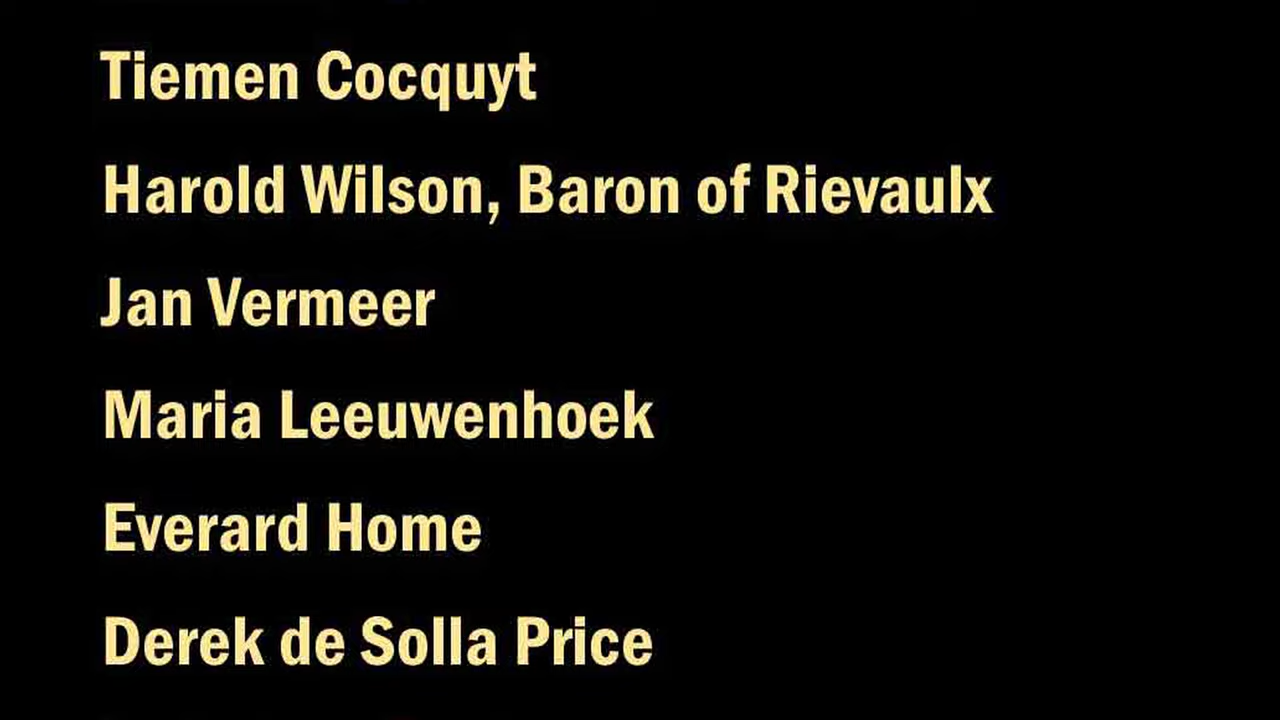 Tiemen Cocquyt
Harold Wilson, Baron of Rievaulx
Jan Vermeer
Maria Leeuwenhoek
Everard Home
Derek de Solla Price